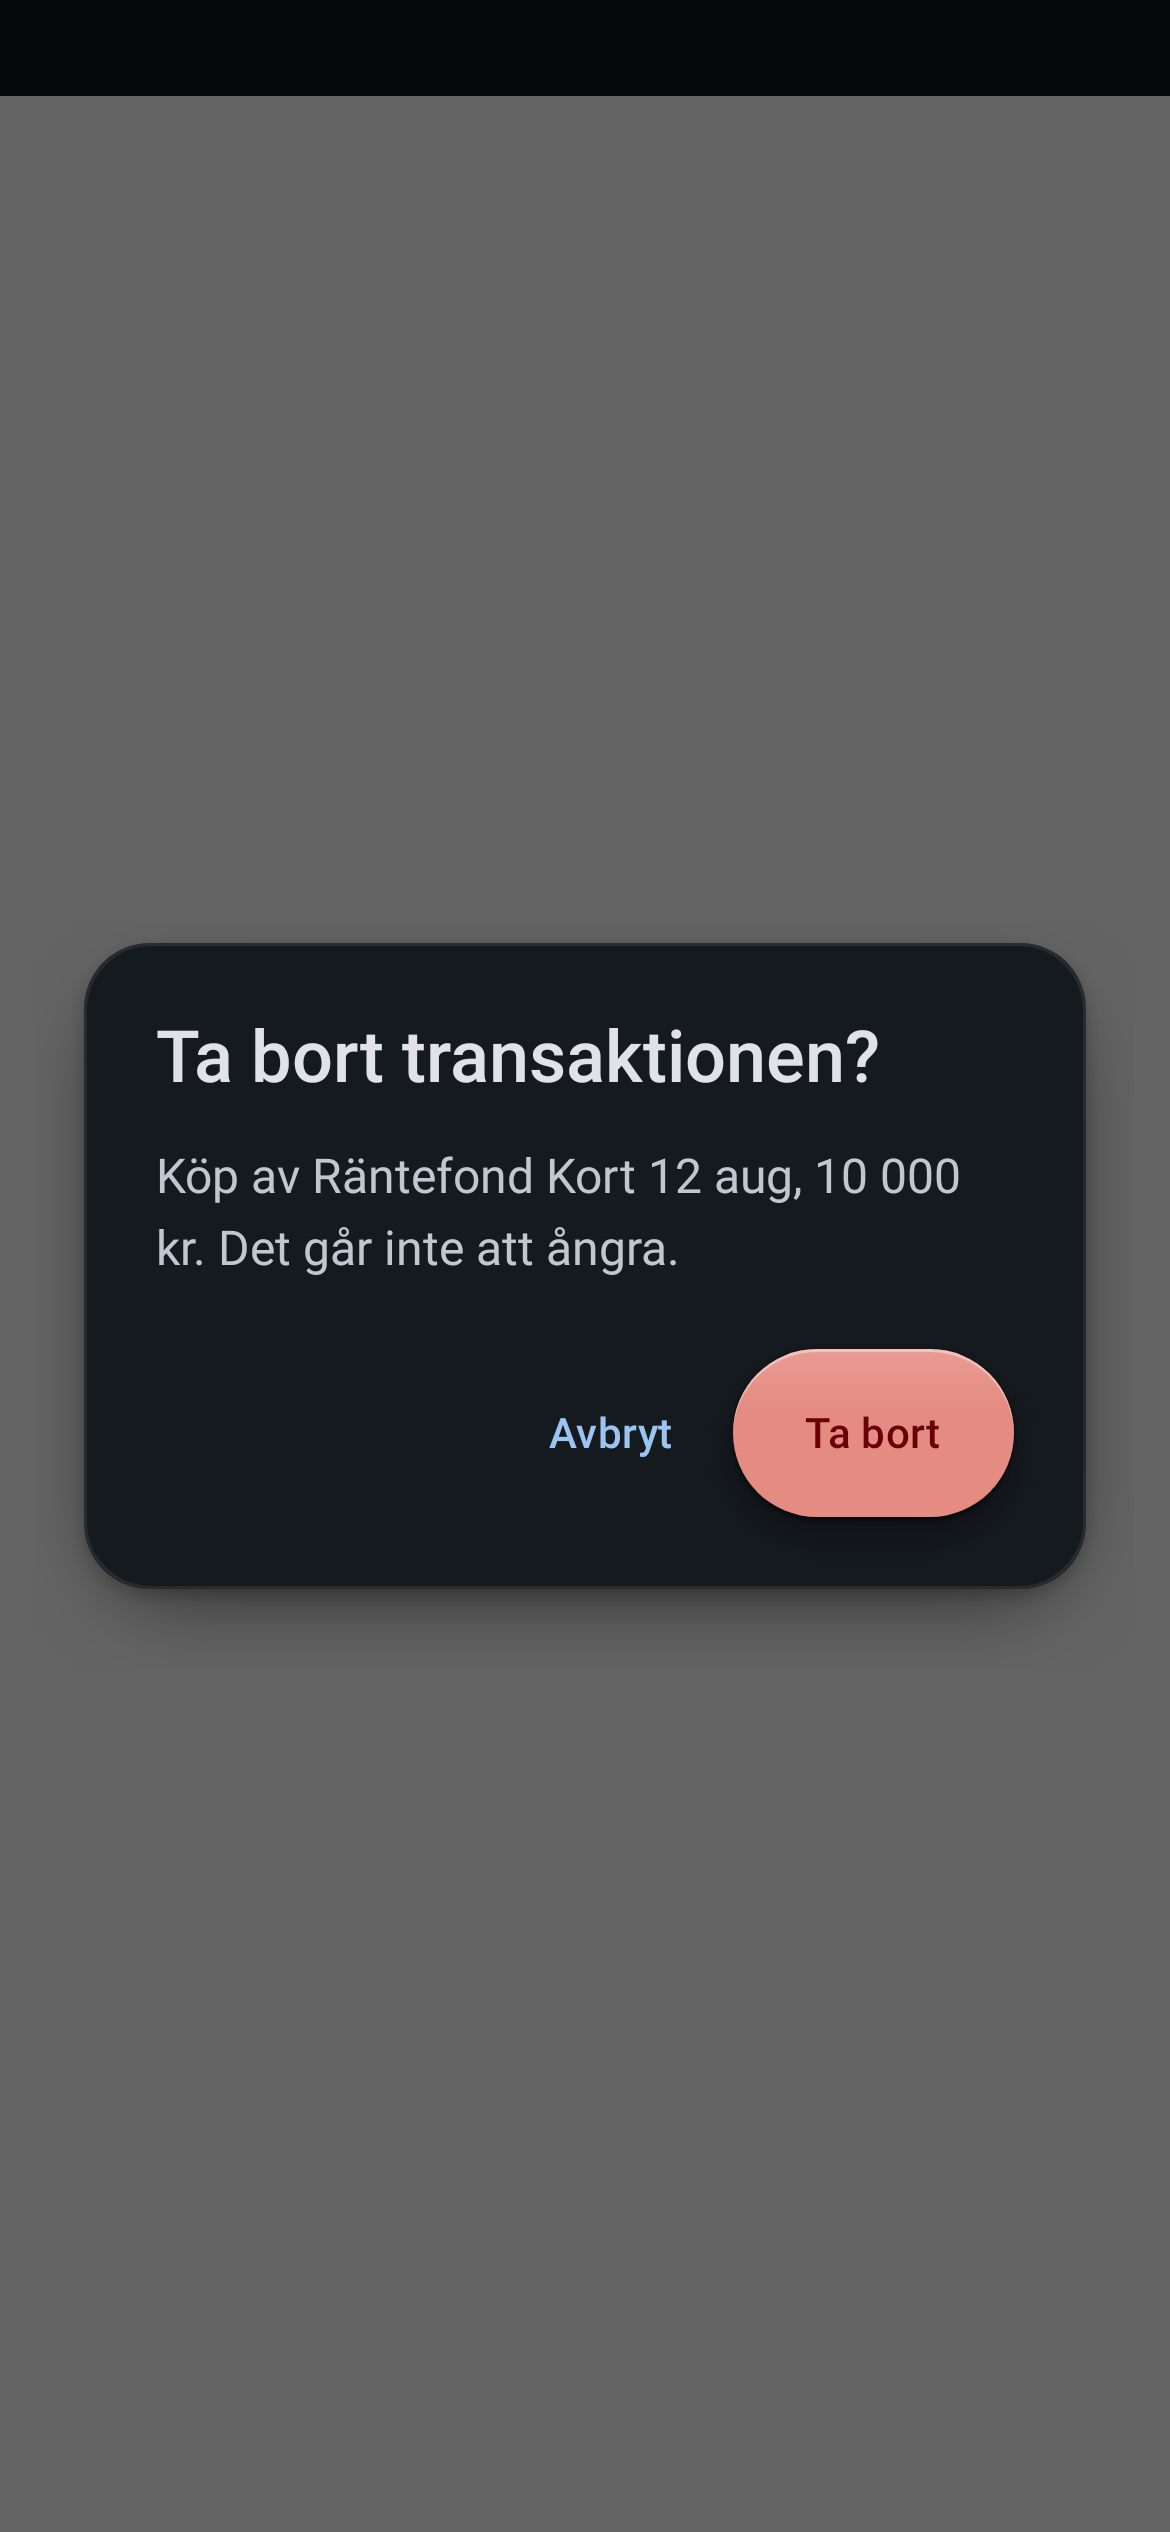 Ta bort transaktionen?
Köp av Räntefond Kort 12 aug, 10 000
kr. Det går inte att ångra.
Avbryt
Ta bort